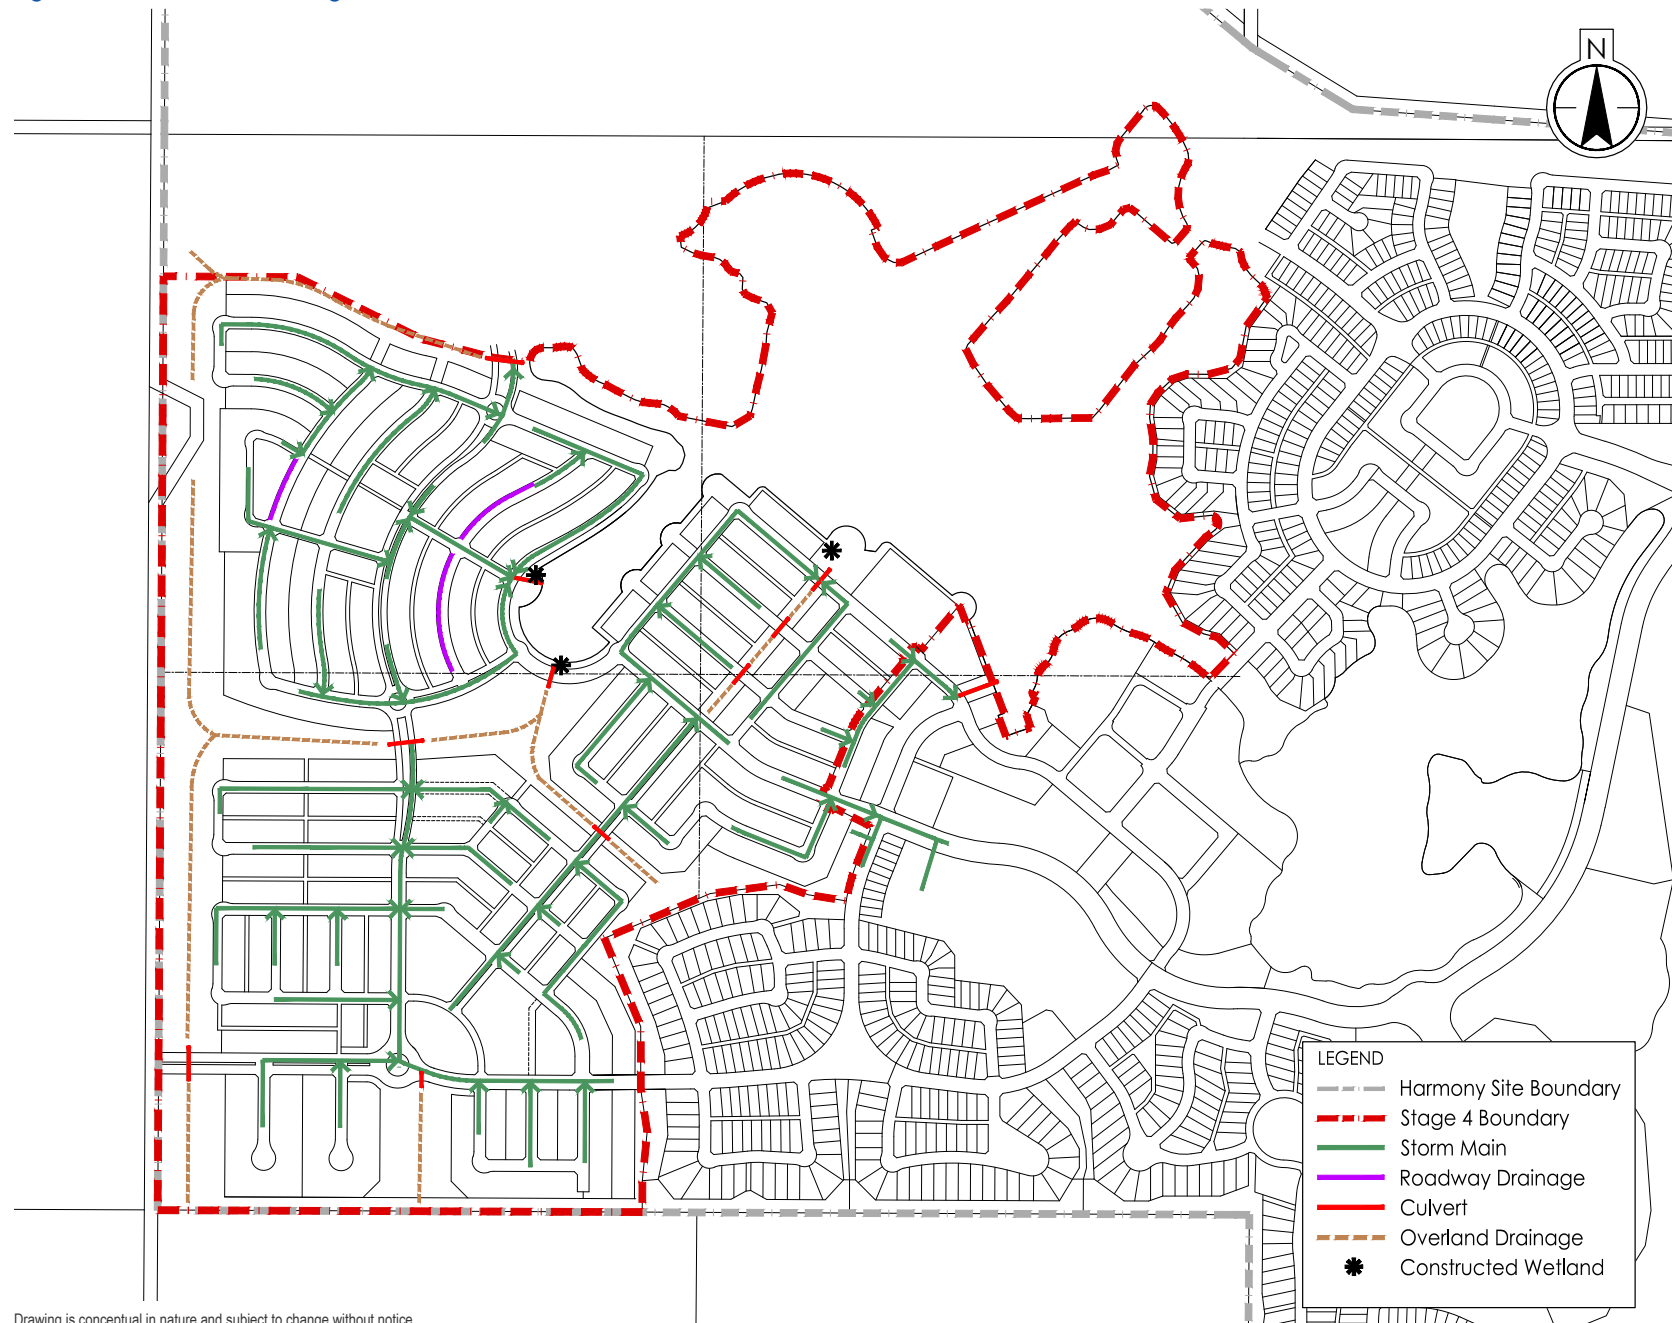 N
LEGEND
Harmony Site Boundary
Stage 4 Boundary
Storm Main
Roadway Drainage
Culvert
Overland Drainage
Constructed Wetland
Drawing is conceptual in nature and subject to change without notice